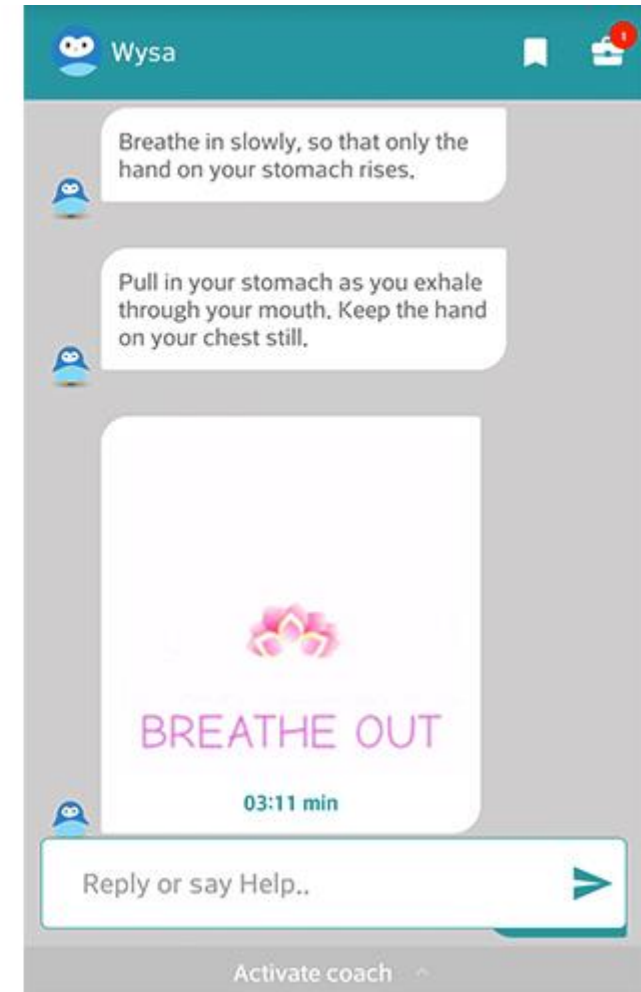 Wysa
Breathe in slowly, so that only the
hand on your stomach rises.
Pull in your stomach as you exhale
through your mouth. Keep the hand
on your chest still.
BREATHE OUT
03:11 min
Reply or say Help..
Activate coach